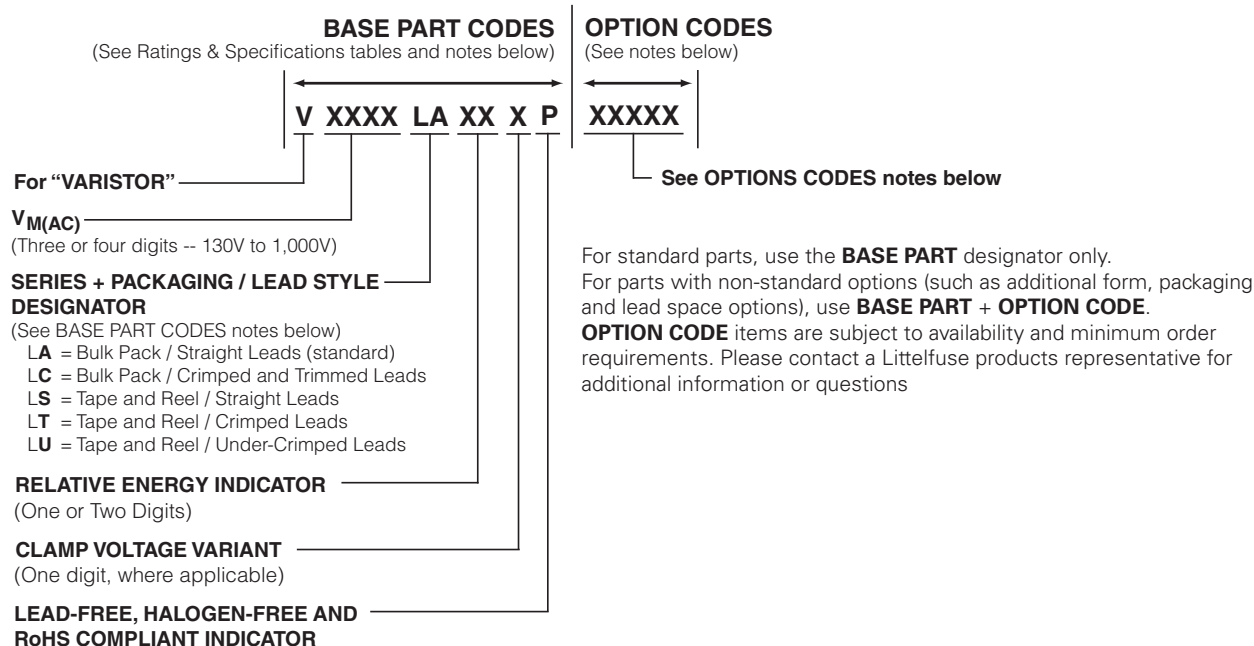 BASE PART CODES
(See Ratings & Specifications tables and notes below)
OPTION CODES
(See notes below)
V XXXX LA XX X P XXXXX
For “VARISTOR”
See OPTIONS CODES notes below
VM(AC)
(Three or four digits -- 130V to 1,000V)
SERIES + PACKAGING / LEAD STYLE
DESIGNATOR
(See BASE PART CODES notes below)
LA = Bulk Pack / Straight Leads (standard)
LC = Bulk Pack / Crimped and Trimmed Leads
LS = Tape and Reel / Straight Leads
LT = Tape and Reel / Crimped Leads
LU = Tape and Reel / Under-Crimped Leads
RELATIVE ENERGY INDICATOR
(One or Two Digits)
CLAMP VOLTAGE VARIANT
(One digit, where applicable)
LEAD-FREE, HALOGEN-FREE AND
RoHS COMPLIANT INDICATOR
For standard parts, use the BASE PART designator only.
For parts with non-standard options (such as additional form, packaging
and lead space options), use BASE PART + OPTION CODE.
OPTION CODE items are subject to availability and minimum order
requirements. Please contact a Littelfuse products representative for
additional information or questions